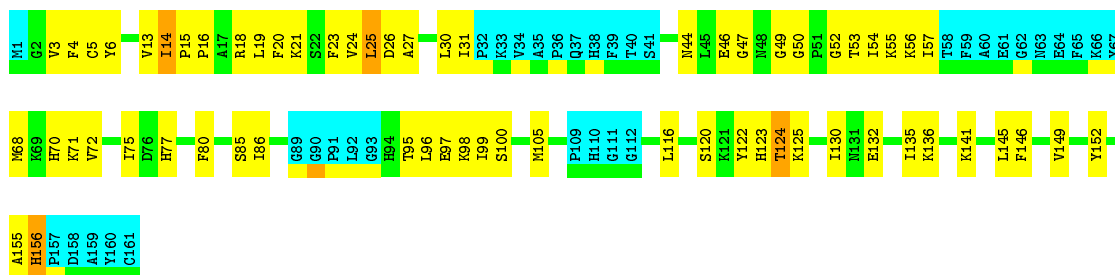 M1 G2 V3 F4 C5 Y6 V13 I14 P15 P16 A17 R18 L19 F20 K21 S22 F23 V24 L25 D26 A27 L30 I31 P32 K33 V34 A35 P36 Q37 H38 F39 T40 S41 N44 L45 E46 G47 N48 G49 G50 P51 G52 T53 I54 K55 K56 I57 T58 F59 A60 E61 G62 N63 E64 F65 K66 Y67
M68 K69 H70 K71 V72 I75 D76 H77 F80 S85 I86 G89 G90 P91 L92 G93 H94 T95 L96 E97 K98 I99 S100 M105 P109 H110 G111 G112 L116 S120 K121 Y122 H123 T124 K125 I130 N131 E132 I135 K136 K141 L145 F146 V149 Y152
A155 H156 P157 D158 A159 Y160 C161